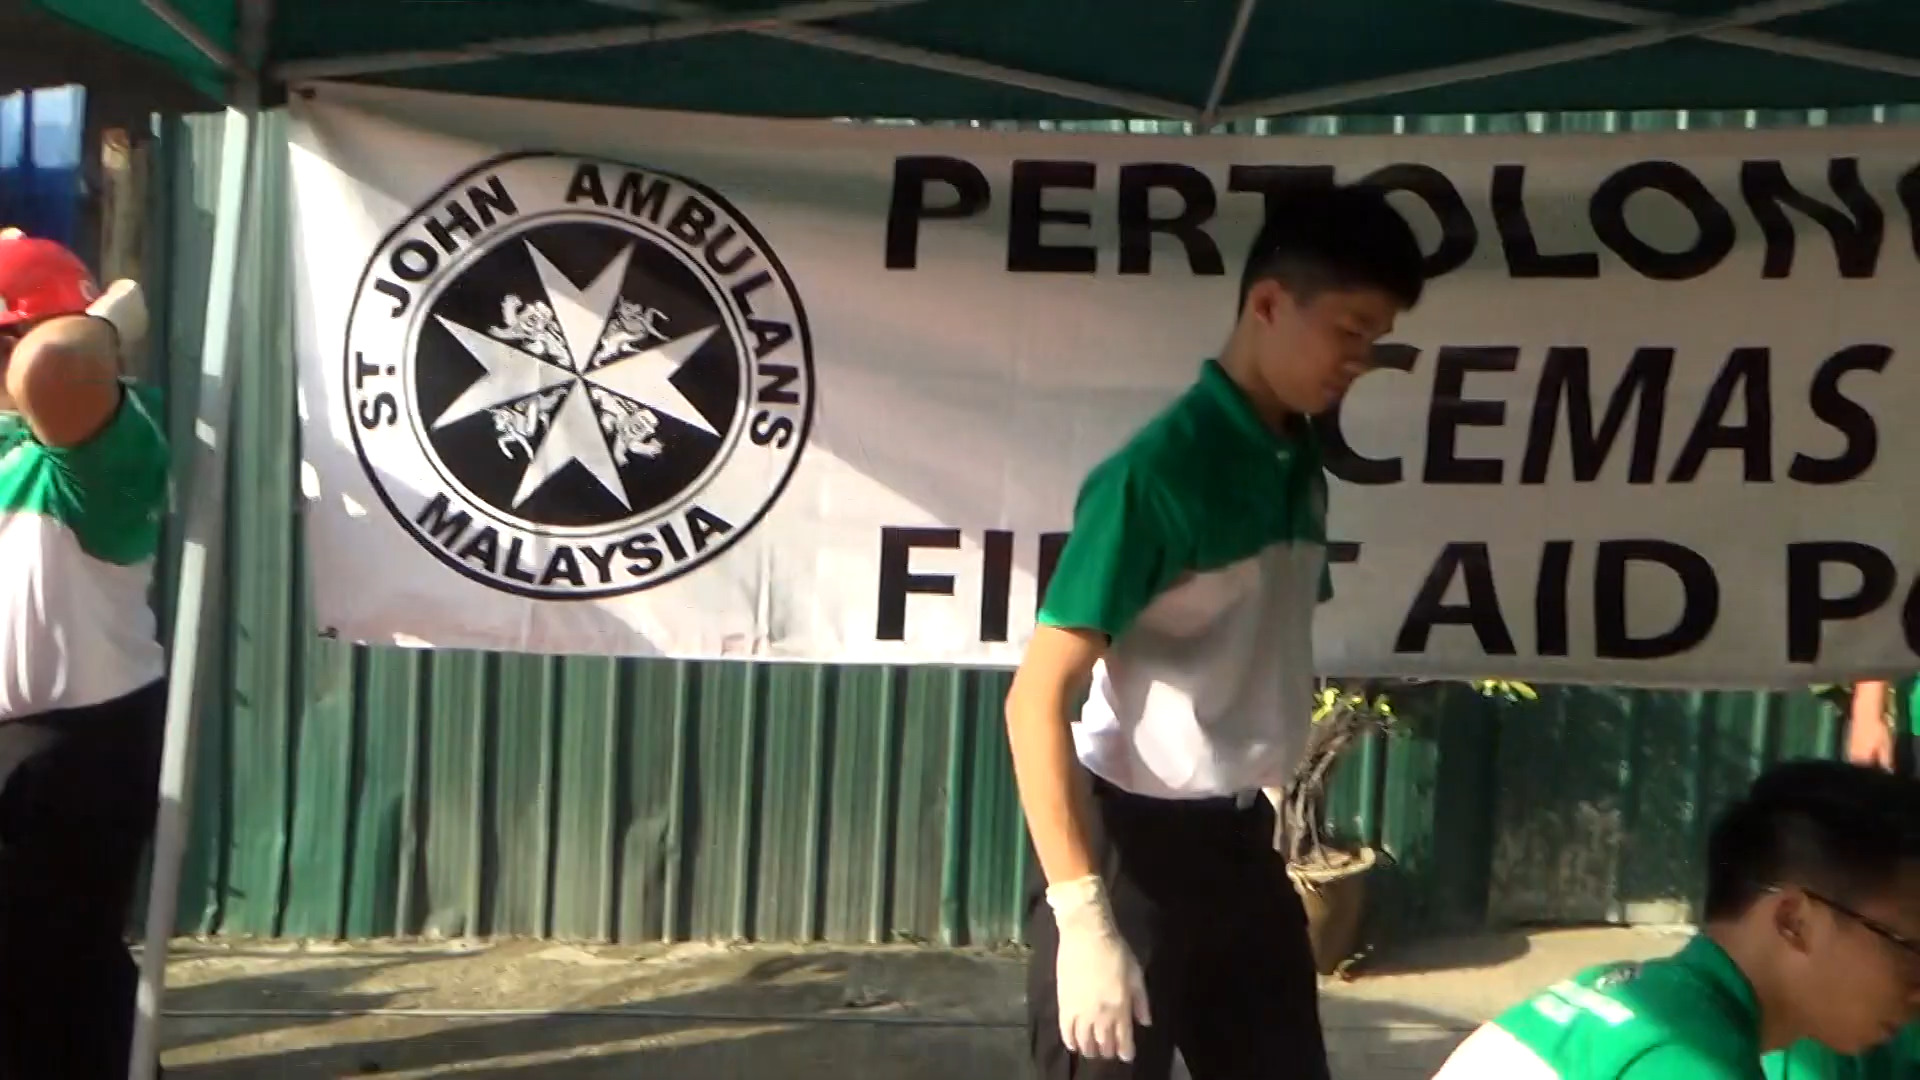 ST. JOHN AMBULANS
MALAYSIA
PERTOLONG
CEMAS
AID